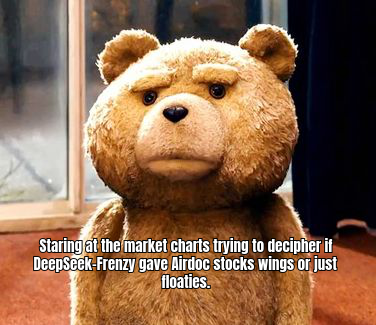 Staring at the market charts trying to decipher if
DeepSeek-Frenzy gave Airdoc stocks wings or just
floaties.